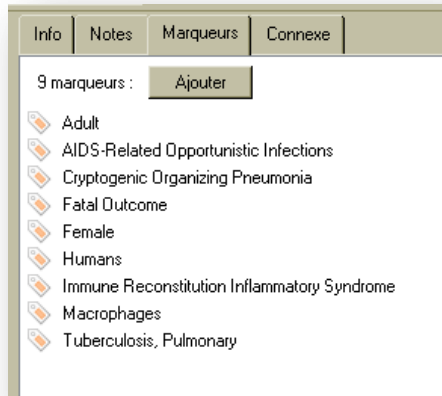 Info Notes Marqueurs Connexe
9 marqueurs : Ajouter
Adult
AIDS-Related Opportunistic Infections
Cryptogenic Organizing Pneumonia
Fatal Outcome
Female
Humans
Immune Reconstitution Inflammatory Syndrome
Macrophages
Tuberculosis, Pulmonary